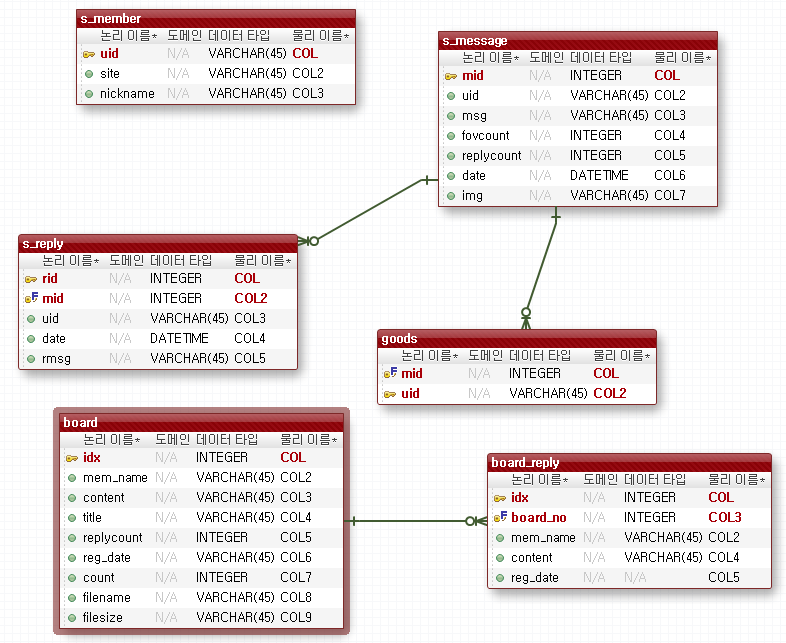 s_member
논리 이름* 도메인 데이터 타입 물리 이름*
uid N/A VARCHAR(45) COL
site N/A VARCHAR(45) COL2
nickname N/A VARCHAR(45) COL3
s_message
논리 이름* 도메인 데이터 타입 물리 이름*
mid N/A INTEGER COL
uid N/A VARCHAR(45) COL2
msg N/A VARCHAR(45) COL3
fovcount N/A INTEGER COL4
replycount N/A INTEGER COL5
date N/A DATETIME COL6
img N/A VARCHAR(45) COL7
s_reply
논리 이름* 도메인 데이터 타입 물리 이름*
rid N/A INTEGER COL
mid N/A INTEGER COL2
uid N/A VARCHAR(45) COL3
date N/A DATETIME COL4
rmsg N/A VARCHAR(45) COL5
goods
논리 이름* 도메인 데이터 타입 물리 이름*
mid N/A INTEGER COL
uid N/A VARCHAR(45) COL2
board
논리 이름* 도메인 데이터 타입 물리 이름*
idx N/A INTEGER COL
mem_name N/A VARCHAR(45) COL2
content N/A VARCHAR(45) COL3
title N/A VARCHAR(45) COL4
replycount N/A INTEGER COL5
reg_date N/A VARCHAR(45) COL6
count N/A INTEGER COL7
filename N/A VARCHAR(45) COL8
filesize N/A VARCHAR(45) COL9
board_reply
논리 이름* 도메인 데이터 타입 물리 이름*
idx N/A INTEGER COL
board_no N/A INTEGER COL3
mem_name N/A VARCHAR(45) COL2
content N/A VARCHAR(45) COL4
reg_date N/A N/A COL5